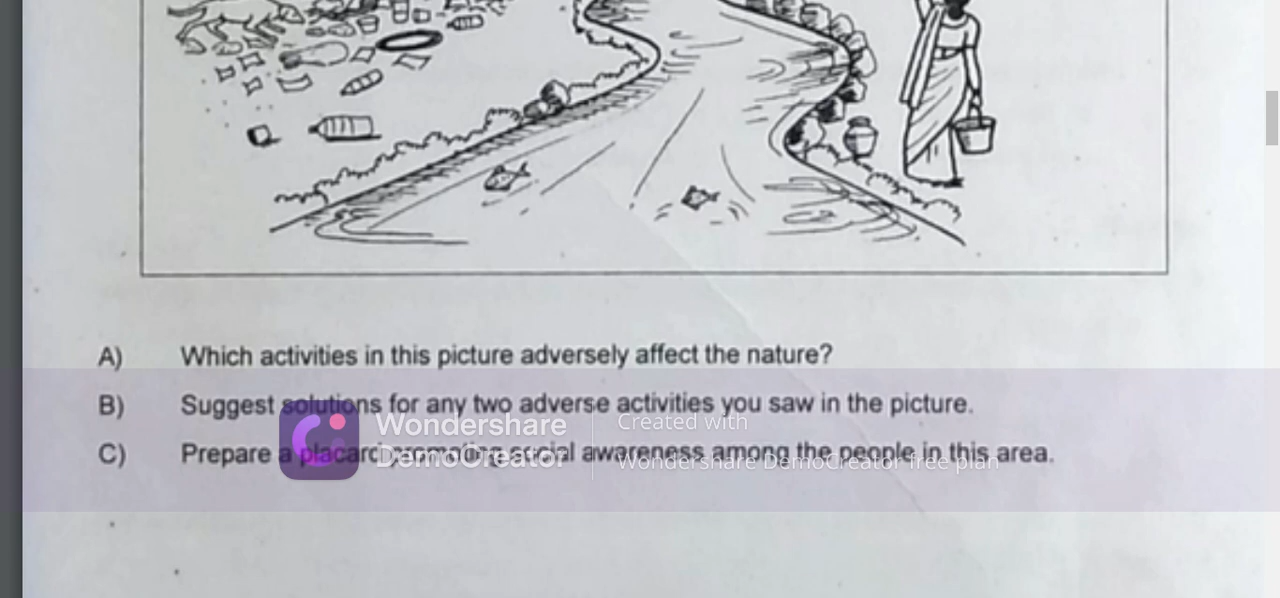 A) Which activities in this picture adversely affect the nature?
B) Suggest solutions for any two adverse activities you saw in the picture.
C) Prepare a placard promoting social awareness among the people in this area.
Wondershare
DemoCreator
Created with
Wondershare DemoCreator free plan